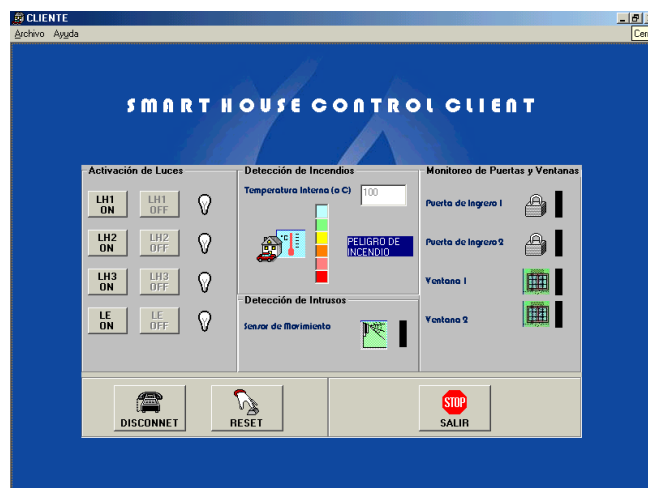 CLIENTE
Archivo Ayuda
SMART HOUSE CONTROL CLIENT
Activación de Luces
LH1 ON
LH1 OFF
LH2 ON
LH2 OFF
LH3 ON
LH3 OFF
LE ON
LE OFF
Detección de Incendios
Temperatura Interna (o C) 100
°C
PELIGRO DE
INCENDIO
Detección de Intrusos
Sensor de Movimiento
Monitoreo de Puertas y Ventanas
Puerta de Ingreso 1
Puerta de Ingreso 2
Ventana 1
Ventana 2
DISCONNET
RESET
STOP
SALIR